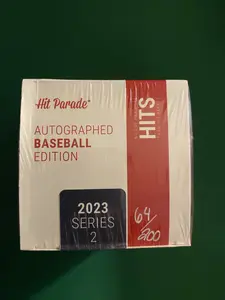 Hit Parade
AUTOGRAPHED
BASEBALL
EDITION
HITS
2023
SERIES
2
64/200